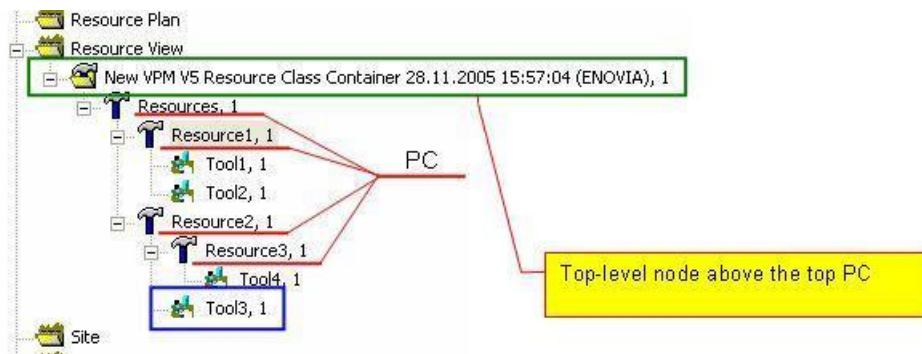 Resource Plan
Resource View
New VPM V5 Resource Class Container 28.11.2005 15:57:04 (ENOVIA), 1
Resources, 1
Resource1, 1
PC
Tool1, 1
Tool2, 1
Resource2, 1
Resource3, 1
Top-level node above the top PC
Tool4, 1
Tool3, 1
Site